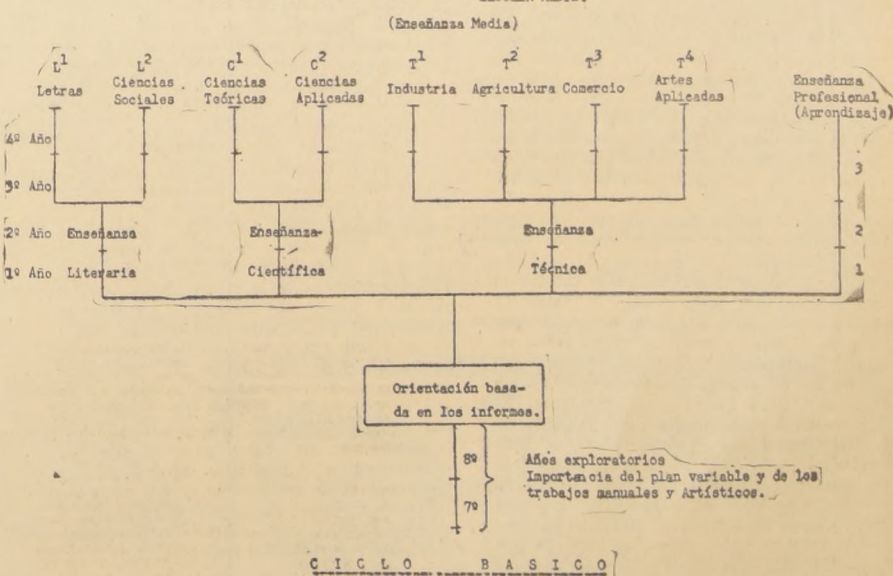 (Enseñanza Media)
L1 L2 C1 C2 T1 T2 T3 T4
Letras
Ciencias Sociales.
Ciencias Teóricas
Ciencias Aplicadas
Industria
Agricultura
Comercio
Artes Aplicadas
Enseñanza
Profesional
(Aprendizaje)
4º Año
3º Año
3
2º Año Enseñanza Enseñanza- Enseñanza 2
1º Año Literaria Científica Técnica 1
Orientación basa-
da en los informes.
8º
7º
Años exploratorios
Importancia del plan variable y de los
trabajos manuales y Artísticos.
CICLO BASICO